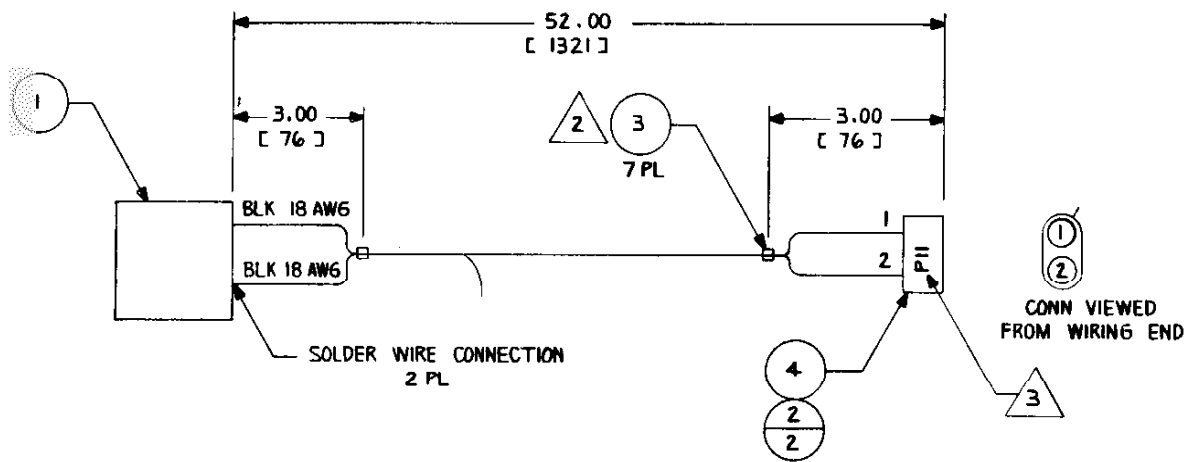 52.00
[ 1321 ]
1
3.00
[ 76 ]
2
3
7 PL
3.00
[ 76 ]
BLK 18 AWG
BLK 18 AWG
1
2
P11
1
2
CONN VIEWED
FROM WIRING END
SOLDER WIRE CONNECTION
2 PL
4
2
2
3